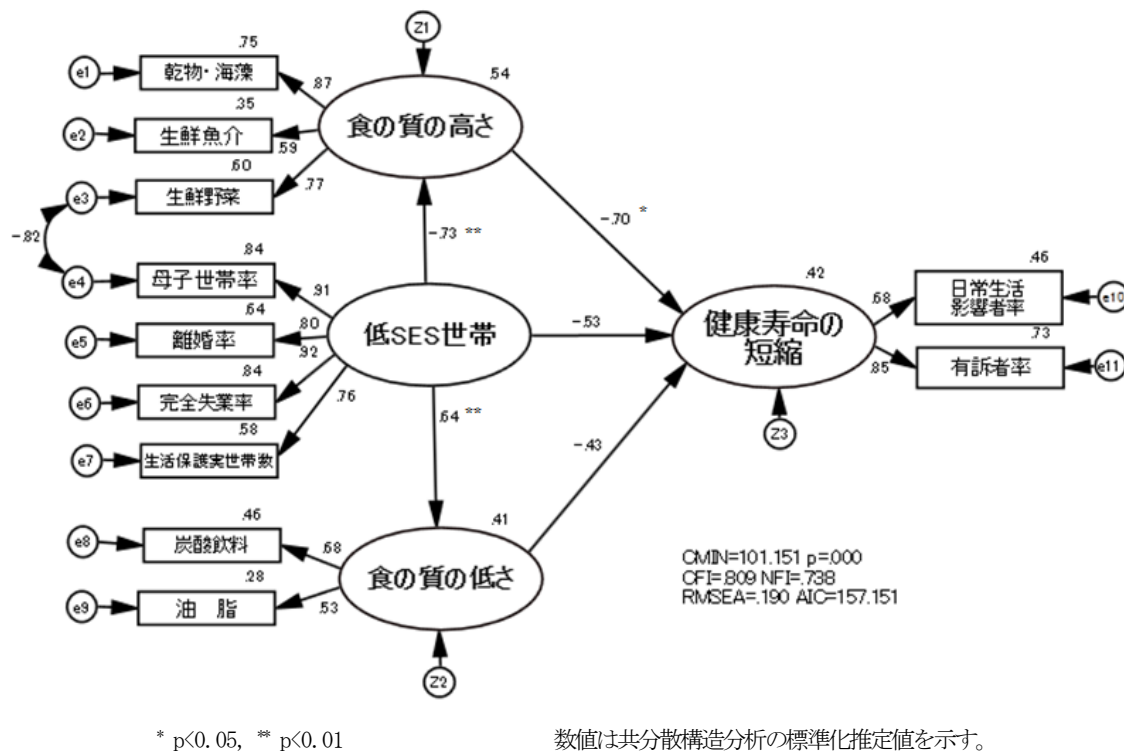 Z1
.75
.54
e1
乾物・海藻
.87
.35
食の質の高さ
e2
生鮮魚介
.59
.60
e3
生鮮野菜
.77
-.82
-.73 **
-.70 *
.84
e4
母子世帯率
.91
.64
.42
.46
e5
離婚率
.80
低SES世帯
-.53
健康寿命の
短縮
.68
日常生活
影響者率
e10
.84
.92
.73
e6
完全失業率
.85
有訴者率
e11
.76
.58
.64 **
e7
生活保護実世帯数
-.43
Z3
.46
.41
e8
炭酸飲料
.68
.28
食の質の低さ
e9
油 脂
.53
CMIN=101.151 p=.000
CFI=.809 NFI=.738
RMSEA=.190 AIC=157.151
Z2
* p<0.05, ** p<0.01
数値は共分散構造分析の標準化推定値を示す。